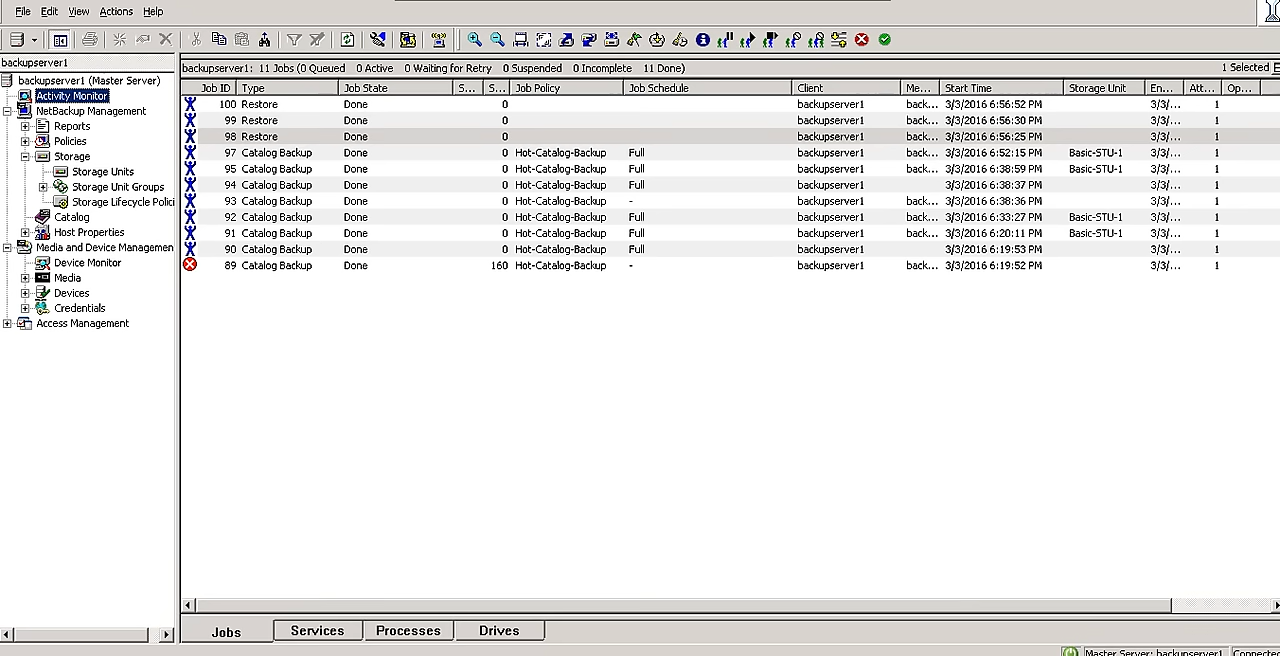 File Edit View Actions Help
backupserver1
backupserver1 (Master Server)
Activity Monitor
NetBackup Management
Reports
Policies
Storage
Storage Units
Storage Unit Groups
Storage Lifecycle Polici
Catalog
Host Properties
Media and Device Managemen
Device Monitor
Media
Devices
Credentials
Access Management
backupserver1: 11 Jobs (0 Queued 0 Active 0 Waiting for Retry 0 Suspended 0 Incomplete 11 Done) 1 Selected
Job ID Type Job State S... S... Job Policy Job Schedule Client Me... Start Time Storage Unit En... Att... Op...
100 Restore Done 0 backupserver1 back... 3/3/2016 6:56:52 PM 3/3/... 1
99 Restore Done 0 backupserver1 back... 3/3/2016 6:56:30 PM 3/3/... 1
98 Restore Done 0 backupserver1 back... 3/3/2016 6:56:25 PM 3/3/... 1
97 Catalog Backup Done 0 Hot-Catalog-Backup Full backupserver1 back... 3/3/2016 6:52:15 PM Basic-STU-1 3/3/... 1
95 Catalog Backup Done 0 Hot-Catalog-Backup Full backupserver1 back... 3/3/2016 6:38:59 PM Basic-STU-1 3/3/... 1
94 Catalog Backup Done 0 Hot-Catalog-Backup Full backupserver1 3/3/2016 6:38:37 PM 3/3/... 1
93 Catalog Backup Done 0 Hot-Catalog-Backup - backupserver1 back... 3/3/2016 6:38:36 PM 3/3/... 1
92 Catalog Backup Done 0 Hot-Catalog-Backup Full backupserver1 back... 3/3/2016 6:33:27 PM Basic-STU-1 3/3/... 1
91 Catalog Backup Done 0 Hot-Catalog-Backup Full backupserver1 back... 3/3/2016 6:20:11 PM Basic-STU-1 3/3/... 1
90 Catalog Backup Done 0 Hot-Catalog-Backup Full backupserver1 3/3/2016 6:19:53 PM 3/3/... 1
89 Catalog Backup Done 160 Hot-Catalog-Backup - backupserver1 back... 3/3/2016 6:19:52 PM 3/3/... 1
Jobs Services Processes Drives
Master Server: backupserver1 Connected